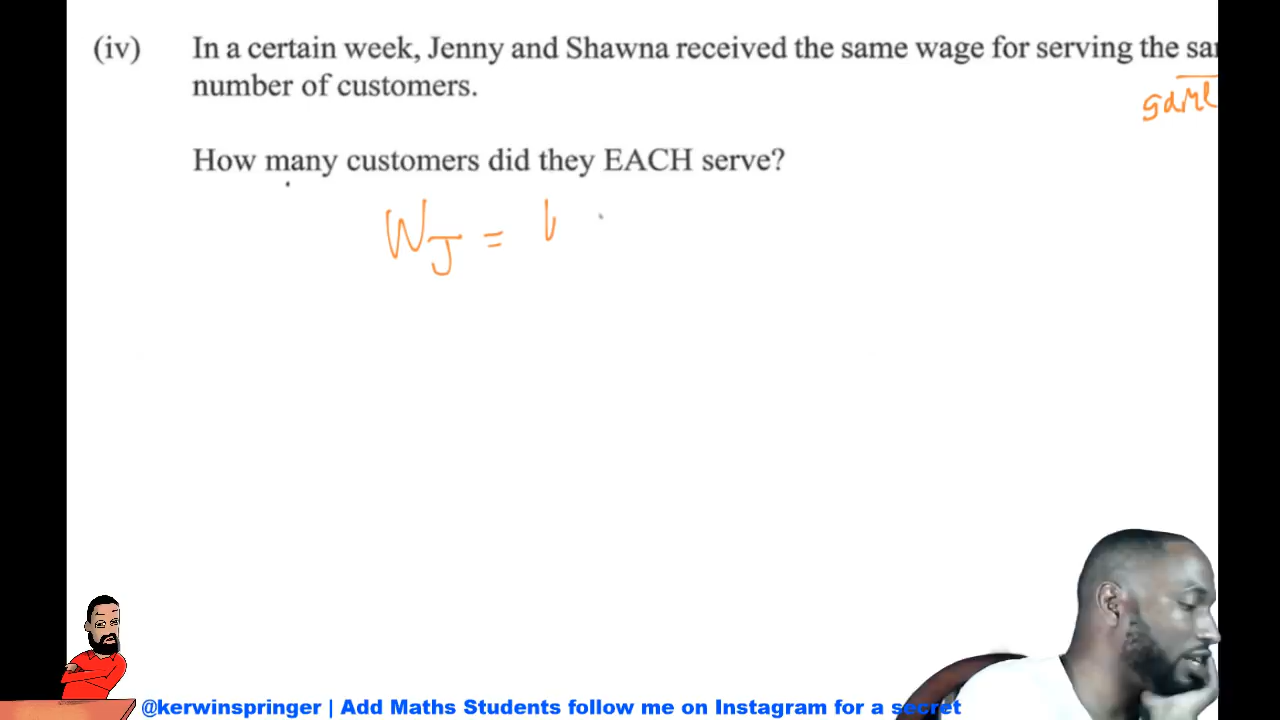 (iv) In a certain week, Jenny and Shawna received the same wage for serving the sa
number of customers.
same
How many customers did they EACH serve?
W_J =
@kerwinspringer | Add Maths Students follow me on Instagram for a secret